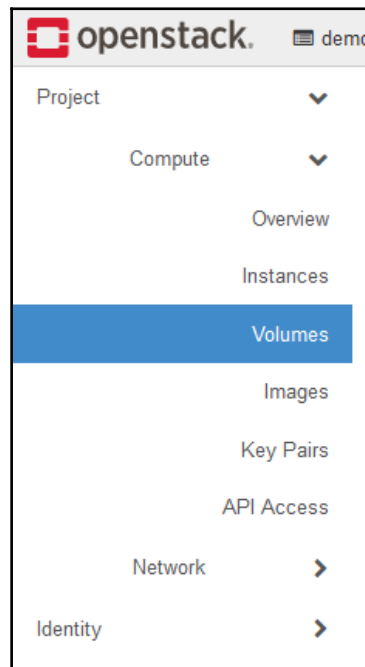 openstack. demo
Project
Compute
Overview
Instances
Volumes
Images
Key Pairs
API Access
Network
Identity